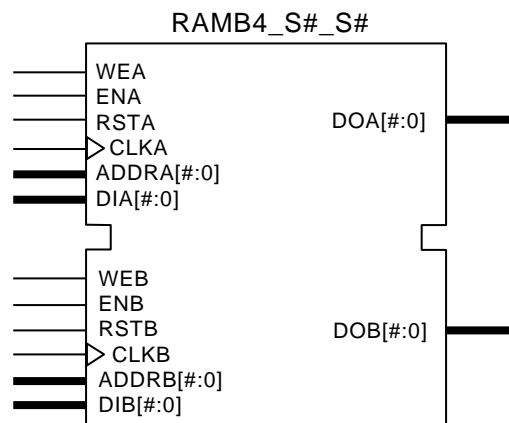 RAMB4_S#_S#
WEA
ENA
RSTA
DOA[#:0]
CLKA
ADDRA[#:0]
DIA[#:0]
WEB
ENB
RSTB
DOB[#:0]
CLKB
ADDRB[#:0]
DIB[#:0]